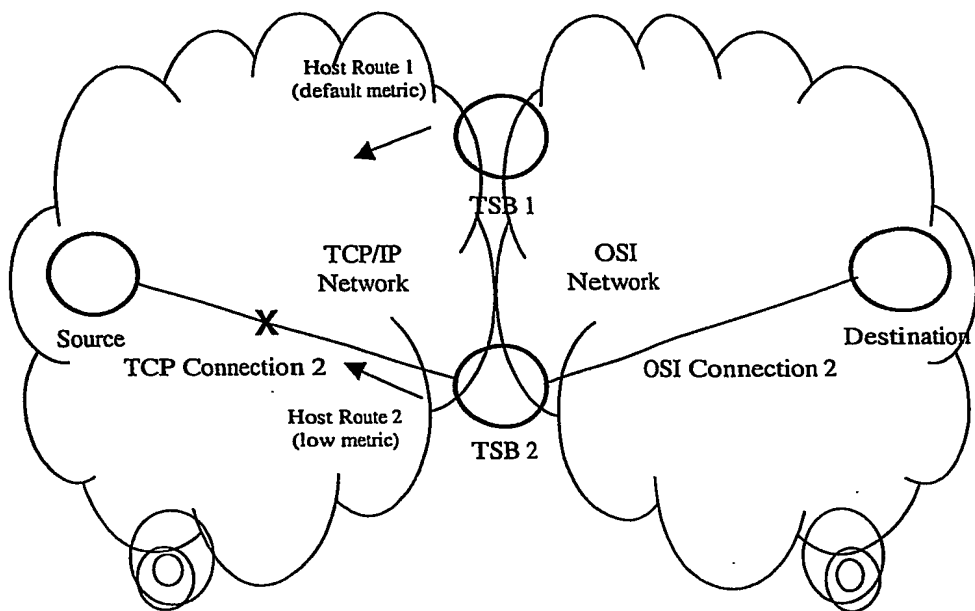 Host Route 1
(default metric)
TSB 1
TCP/IP
Network
OSI
Network
Source
X
Destination
TCP Connection 2
OSI Connection 2
Host Route 2
(low metric)
TSB 2